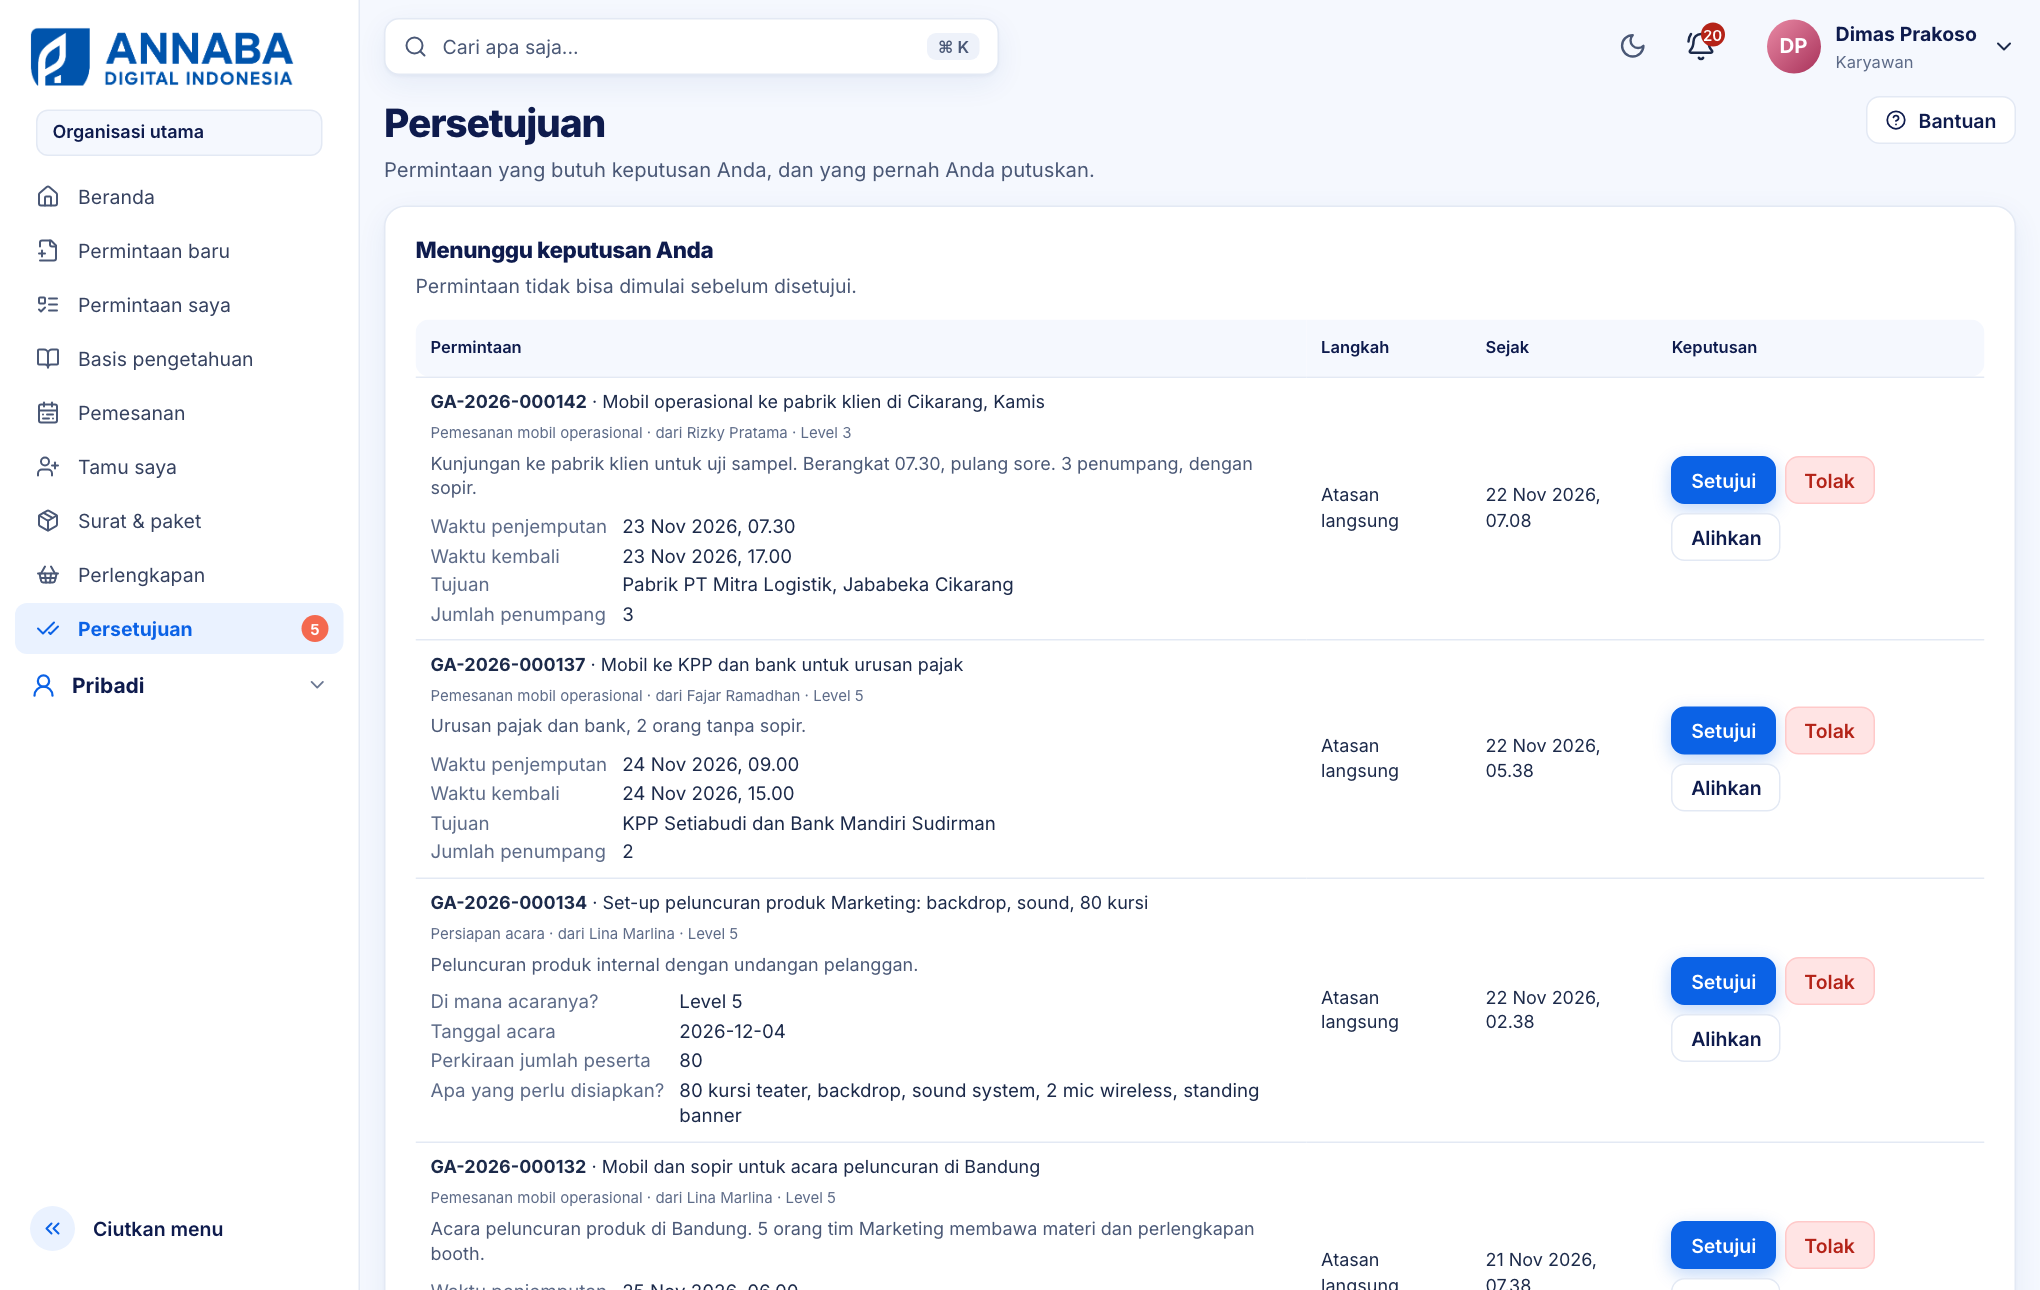 ANNABA
DIGITAL INDONESIA
Organisasi utama
Beranda
Permintaan baru
Permintaan saya
Basis pengetahuan
Pemesanan
Tamu saya
Surat & paket
Perlengkapan
Persetujuan 5
Pribadi
Ciutkan menu
Cari apa saja... ⌘ K
20
DP
Dimas Prakoso
Karyawan
Persetujuan
Bantuan
Permintaan yang butuh keputusan Anda, dan yang pernah Anda putuskan.
Menunggu keputusan Anda
Permintaan tidak bisa dimulai sebelum disetujui.
Permintaan Langkah Sejak Keputusan
GA-2026-000142 · Mobil operasional ke pabrik klien di Cikarang, Kamis
Pemesanan mobil operasional · dari Rizky Pratama · Level 3
Kunjungan ke pabrik klien untuk uji sampel. Berangkat 07.30, pulang sore. 3 penumpang, dengan
sopir.
Waktu penjemputan 23 Nov 2026, 07.30
Waktu kembali 23 Nov 2026, 17.00
Tujuan Pabrik PT Mitra Logistik, Jababeka Cikarang
Jumlah penumpang 3
Atasan
langsung
22 Nov 2026,
07.08
Setujui Tolak
Alihkan
GA-2026-000137 · Mobil ke KPP dan bank untuk urusan pajak
Pemesanan mobil operasional · dari Fajar Ramadhan · Level 5
Urusan pajak dan bank, 2 orang tanpa sopir.
Waktu penjemputan 24 Nov 2026, 09.00
Waktu kembali 24 Nov 2026, 15.00
Tujuan KPP Setiabudi dan Bank Mandiri Sudirman
Jumlah penumpang 2
Atasan
langsung
22 Nov 2026,
05.38
Setujui Tolak
Alihkan
GA-2026-000134 · Set-up peluncuran produk Marketing: backdrop, sound, 80 kursi
Persiapan acara · dari Lina Marlina · Level 5
Peluncuran produk internal dengan undangan pelanggan.
Di mana acaranya? Level 5
Tanggal acara 2026-12-04
Perkiraan jumlah peserta 80
Apa yang perlu disiapkan? 80 kursi teater, backdrop, sound system, 2 mic wireless, standing
banner
Atasan
langsung
22 Nov 2026,
02.38
Setujui Tolak
Alihkan
GA-2026-000132 · Mobil dan sopir untuk acara peluncuran di Bandung
Pemesanan mobil operasional · dari Lina Marlina · Level 5
Acara peluncuran produk di Bandung. 5 orang tim Marketing membawa materi dan perlengkapan
booth.
Waktu penjemputan 25 Nov 2026, 06.00
Atasan
langsung
21 Nov 2026,
07.38
Setujui Tolak